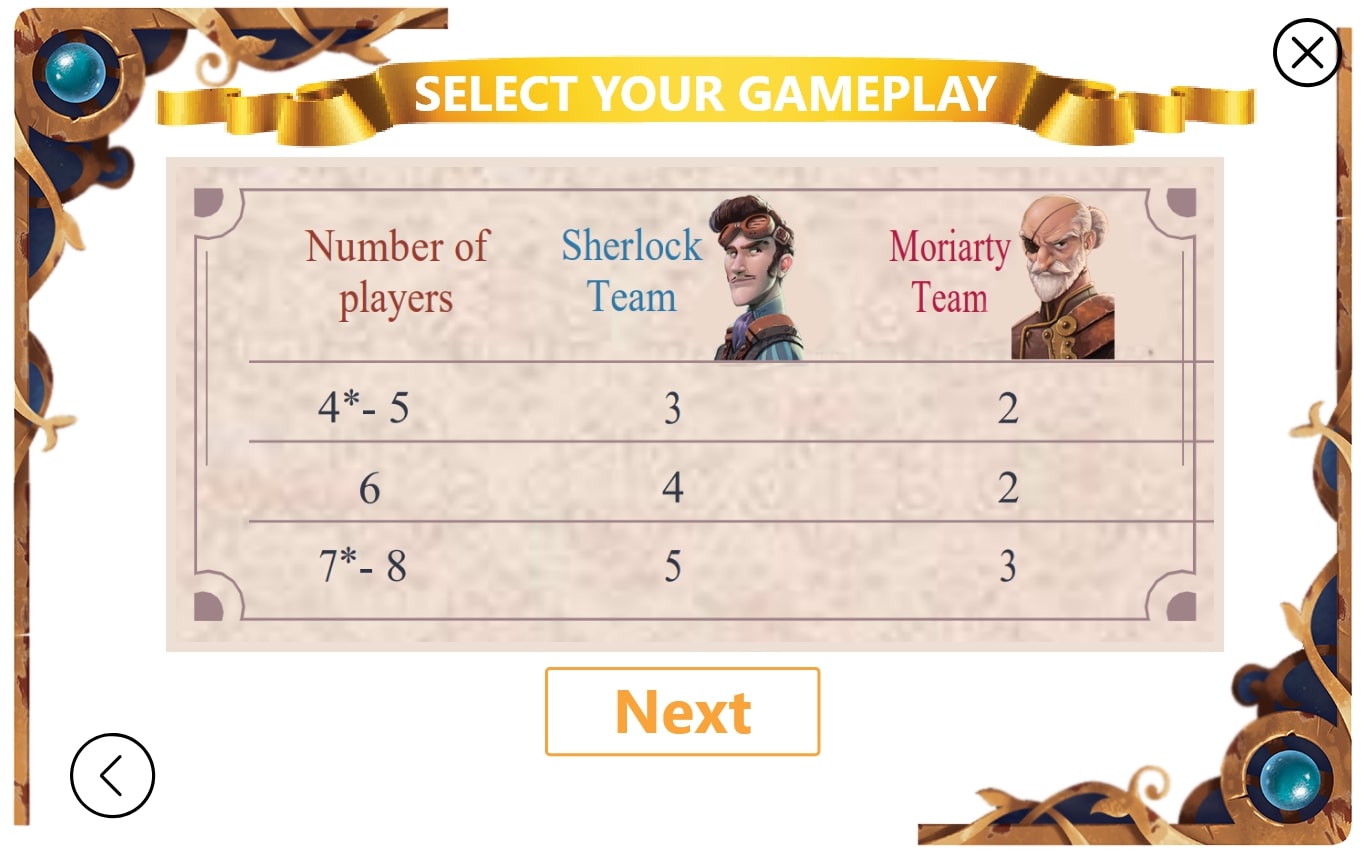 SELECT YOUR GAMEPLAY
Number of players
Sherlock Team
Moriarty Team
4*- 5 3 2
6 4 2
7*- 8 5 3
Next